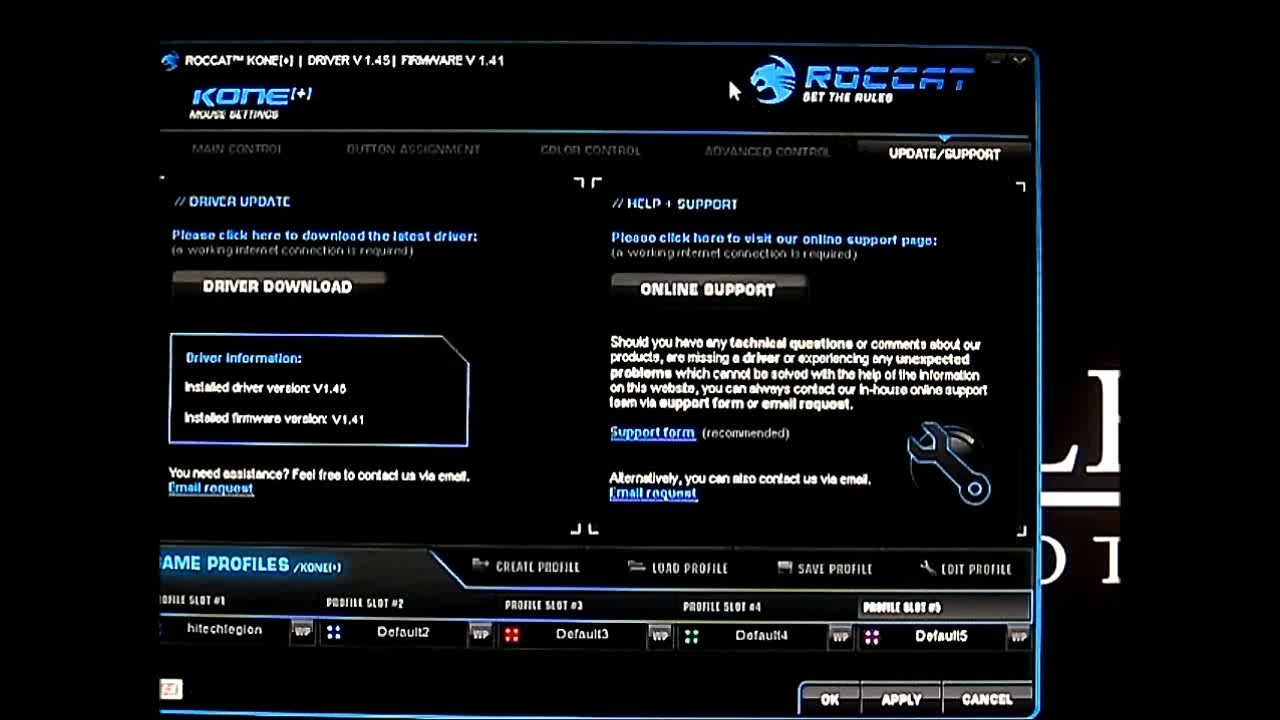 ROCCAT™ KONE[+] | DRIVER V 1.45| FIRMWARE V 1.41
ROCCAT
SET THE RULES
KONE[+]
MOUSE SETTINGS
MAIN CONTROL BUTTON ASSIGNMENT COLOR CONTROL ADVANCED CONTROL UPDATE/SUPPORT
// DRIVER UPDATE
Please click here to download the latest driver:
(a working internet connection is required)
DRIVER DOWNLOAD
Driver information:
Installed driver version: V1.45
Installed firmware version: V1.41
You need assistance? Feel free to contact us via email.
Email request
// HELP + SUPPORT
Please click here to visit our online support page:
(a working internet connection is required)
ONLINE SUPPORT
Should you have any technical questions or comments about our
products, are missing a driver or experiencing any unexpected
problems which cannot be solved with the help of the information
on this website, you can always contact our in-house online support
team via support form or email request.
Support form (recommended)
Alternatively, you can also contact us via email.
Email request
AME PROFILES /KONE[+]
CREATE PROFILE LOAD PROFILE SAVE PROFILE EDIT PROFILE
OFILE SLOT #1 PROFILE SLOT #2 PROFILE SLOT #3 PROFILE SLOT #4 PROFILE SLOT #5
hitechlegion WP Default2 WP Default3 WP Default4 WP Default5 WP
OK APPLY CANCEL